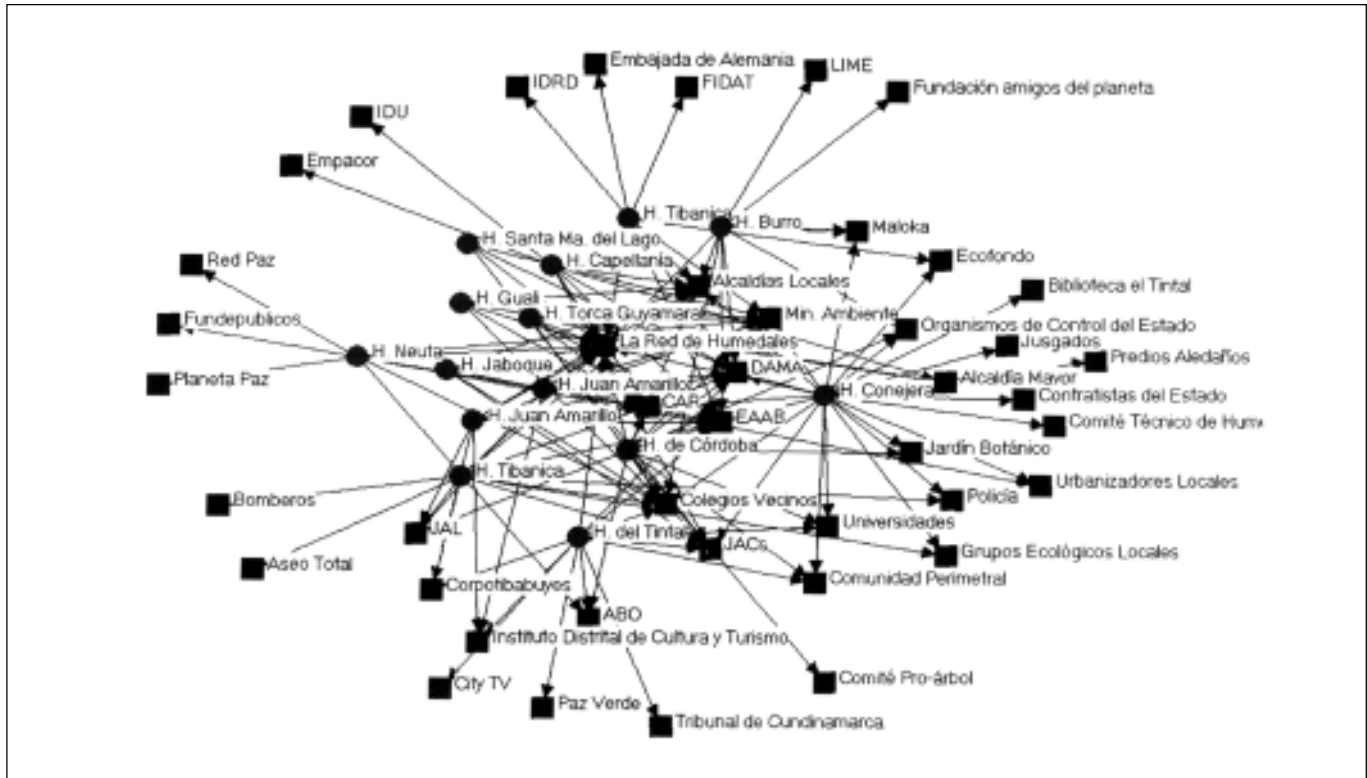 Embajada de Alemania
LIME
IDRD
FIDAT
Fundación amigos del planeta
IDU
Empacor
H. Tibanica
H. Burro
Maloka
H. Santa Ma. del Lago
Red Paz
H. Capellanía
Ecofondo
Alcaldías Locales
Biblioteca el Tintal
H. Guali
H. Torca Guyamaral
Min. Ambiente
Fundepublicos
Organismos de Control del Estado
La Red de Humedales
Jusgados
H. Neuta
Predios Aledaños
H. Jaboque
DAMA
Planeta Paz
Alcaldía Mayor
H. Juan Amarillo
H. Conejera
Contratistas del Estado
CAR
H. Juan Amarillo
EAAB
Comité Técnico de Hum
H. de Córdoba
Jardín Botánico
H. Tibanica
Urbanizadores Locales
Bomberos
Colegios Vecinos
Policía
JAL
H. del Tintal
Universidades
JACs
Grupos Ecológicos Locales
Aseo Total
Comunidad Perimetral
Corpotibabuyes
ABO
Instituto Distrital de Cultura y Turismo
City TV
Comité Pro-árbol
Paz Verde
Tribunal de Cundinamarca